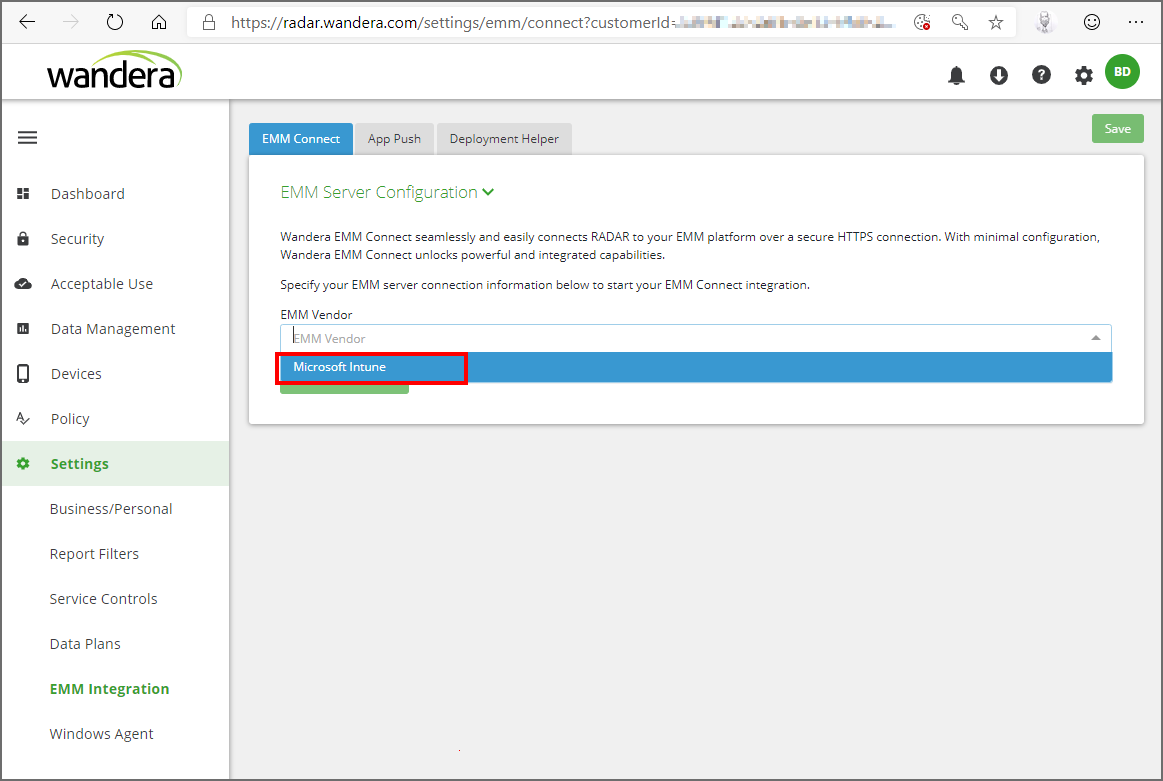 https://radar.wandera.com/settings/emm/connect?customerId=
wandera
BD
EMM Connect
App Push
Deployment Helper
Save
Dashboard
Security
Acceptable Use
Data Management
Devices
Policy
Settings
Business/Personal
Report Filters
Service Controls
Data Plans
EMM Integration
Windows Agent
EMM Server Configuration
Wandera EMM Connect seamlessly and easily connects RADAR to your EMM platform over a secure HTTPS connection. With minimal configuration,
Wandera EMM Connect unlocks powerful and integrated capabilities.
Specify your EMM server connection information below to start your EMM Connect integration.
EMM Vendor
EMM Vendor
Microsoft Intune